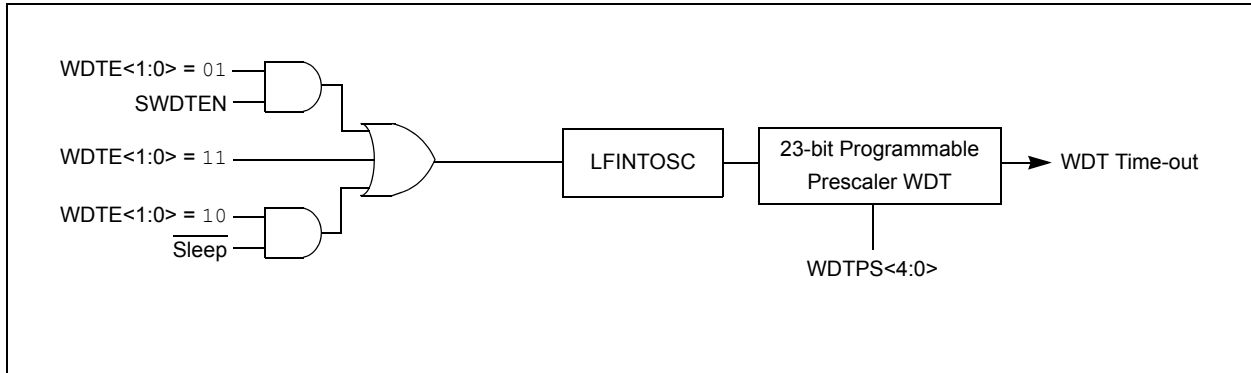 WDTE<1:0> = 01
SWDTEN
WDTE<1:0> = 11
WDTE<1:0> = 10
Sleep
LFINTOSC
23-bit Programmable
Prescaler WDT
WDT Time-out
WDTPS<4:0>